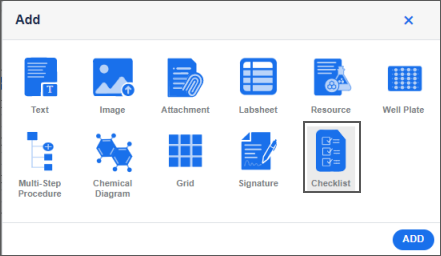 Add
Text
Image
Attachment
Labsheet
Resource
Well Plate
Multi-Step
Procedure
Chemical
Diagram
Grid
Signature
Checklist
ADD